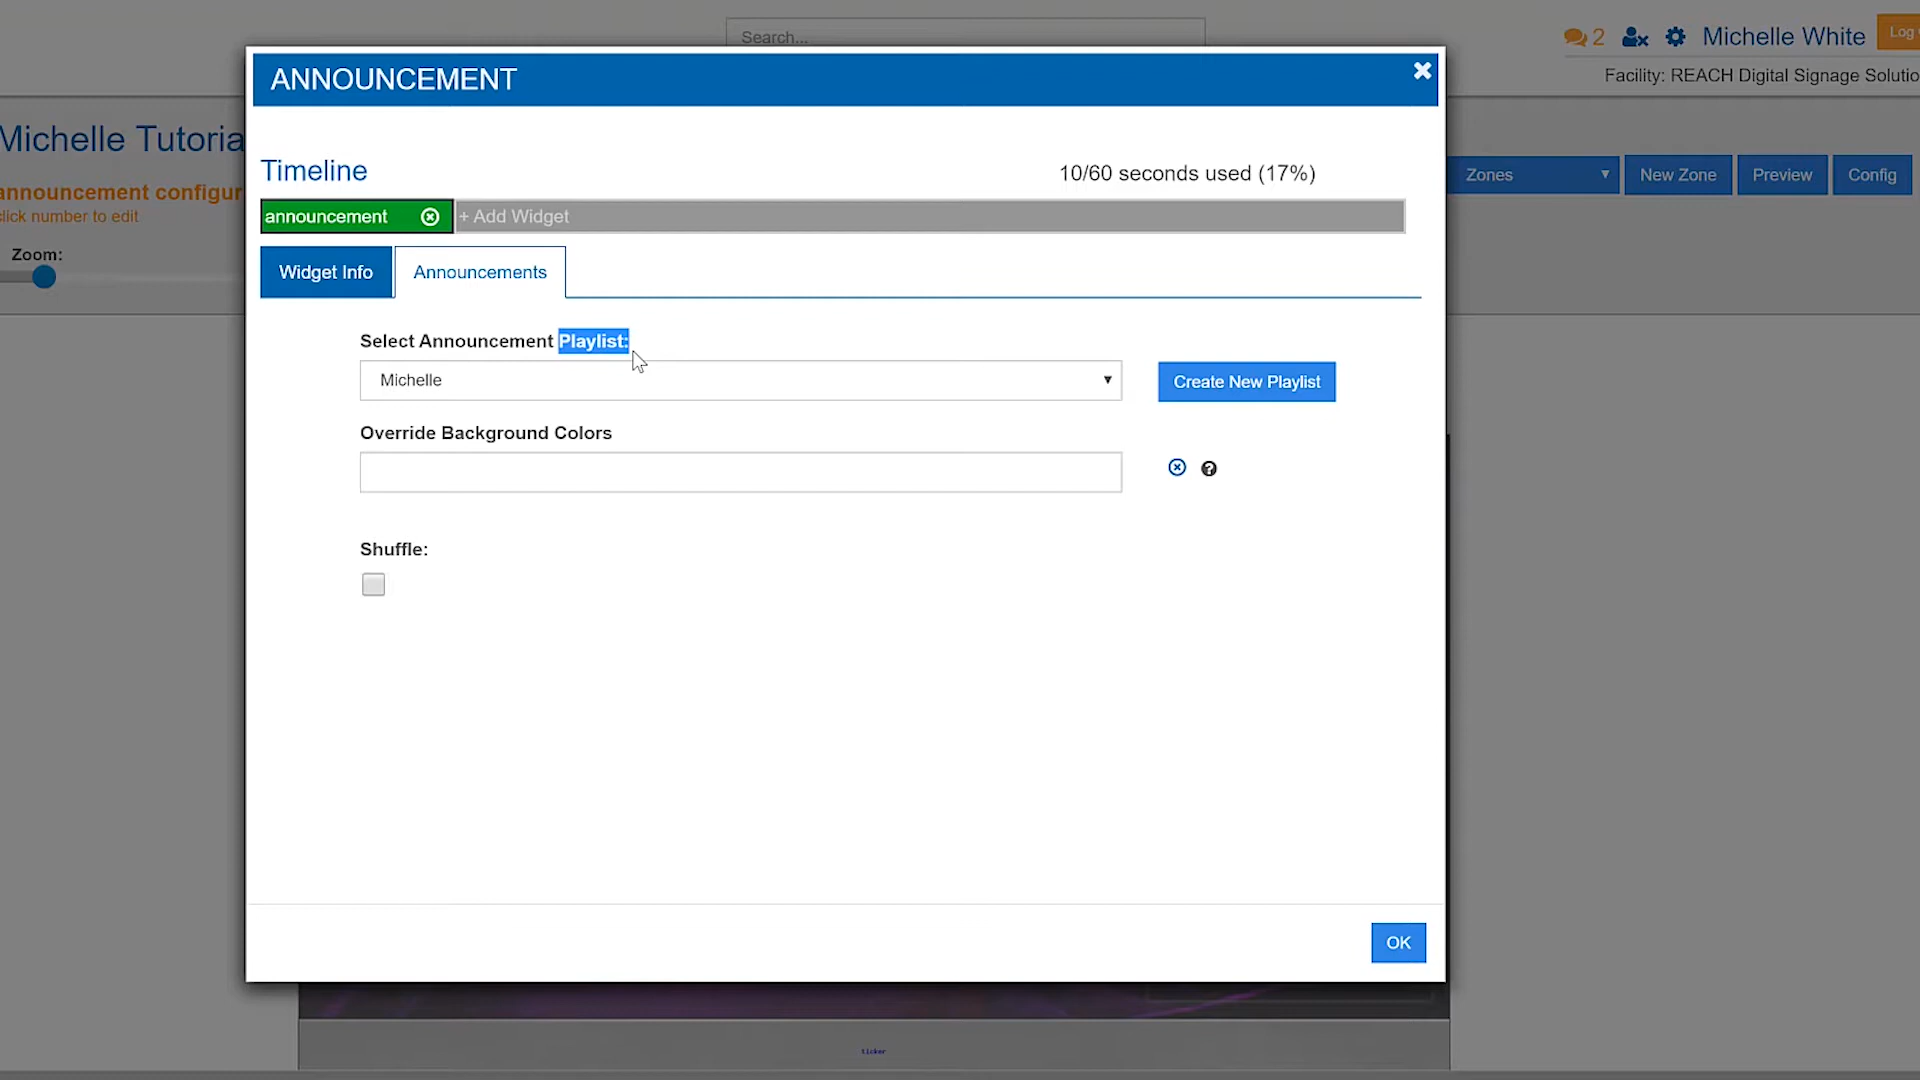 Search...
2 Michelle White Log
Facility: REACH Digital Signage Solutio
ANNOUNCEMENT
Michelle Tutoria
announcement configur
click number to edit
Zoom:
Zones New Zone Preview Config
Timeline
10/60 seconds used (17%)
announcement + Add Widget
Widget Info Announcements
Select Announcement Playlist:
Michelle
Create New Playlist
Override Background Colors
Shuffle:
OK
ticker